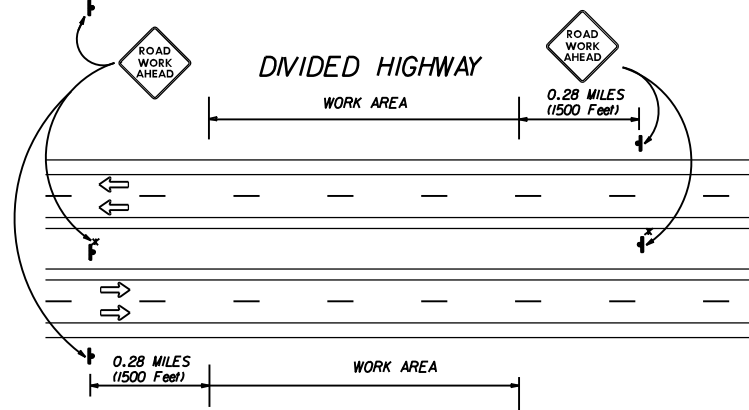 ROAD
WORK
AHEAD
DIVIDED HIGHWAY
ROAD
WORK
AHEAD
WORK AREA
0.28 MILES
(1500 Feet)
x
x
0.28 MILES
(1500 Feet)
WORK AREA